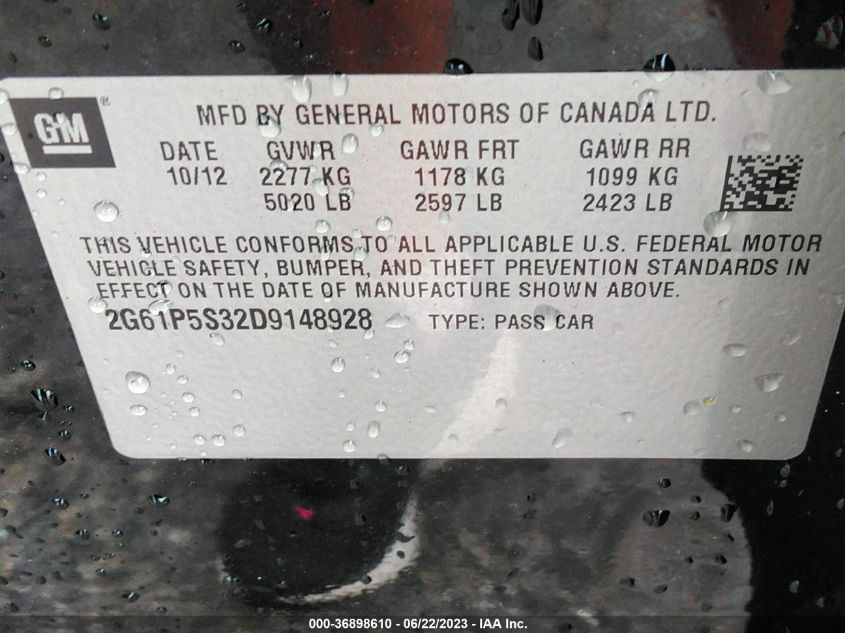 GM®
MFD BY GENERAL MOTORS OF CANADA LTD.
DATE GVWR GAWR FRT GAWR RR
10/12 2277 KG 1178 KG 1099 KG
5020 LB 2597 LB 2423 LB
THIS VEHICLE CONFORMS TO ALL APPLICABLE U.S. FEDERAL MOTOR
VEHICLE SAFETY, BUMPER, AND THEFT PREVENTION STANDARDS IN
EFFECT ON THE DATE OF MANUFACTURE SHOWN ABOVE.
2G61P5S32D9148928 TYPE: PASS CAR
000-36898610 - 06/22/2023 - IAA Inc.